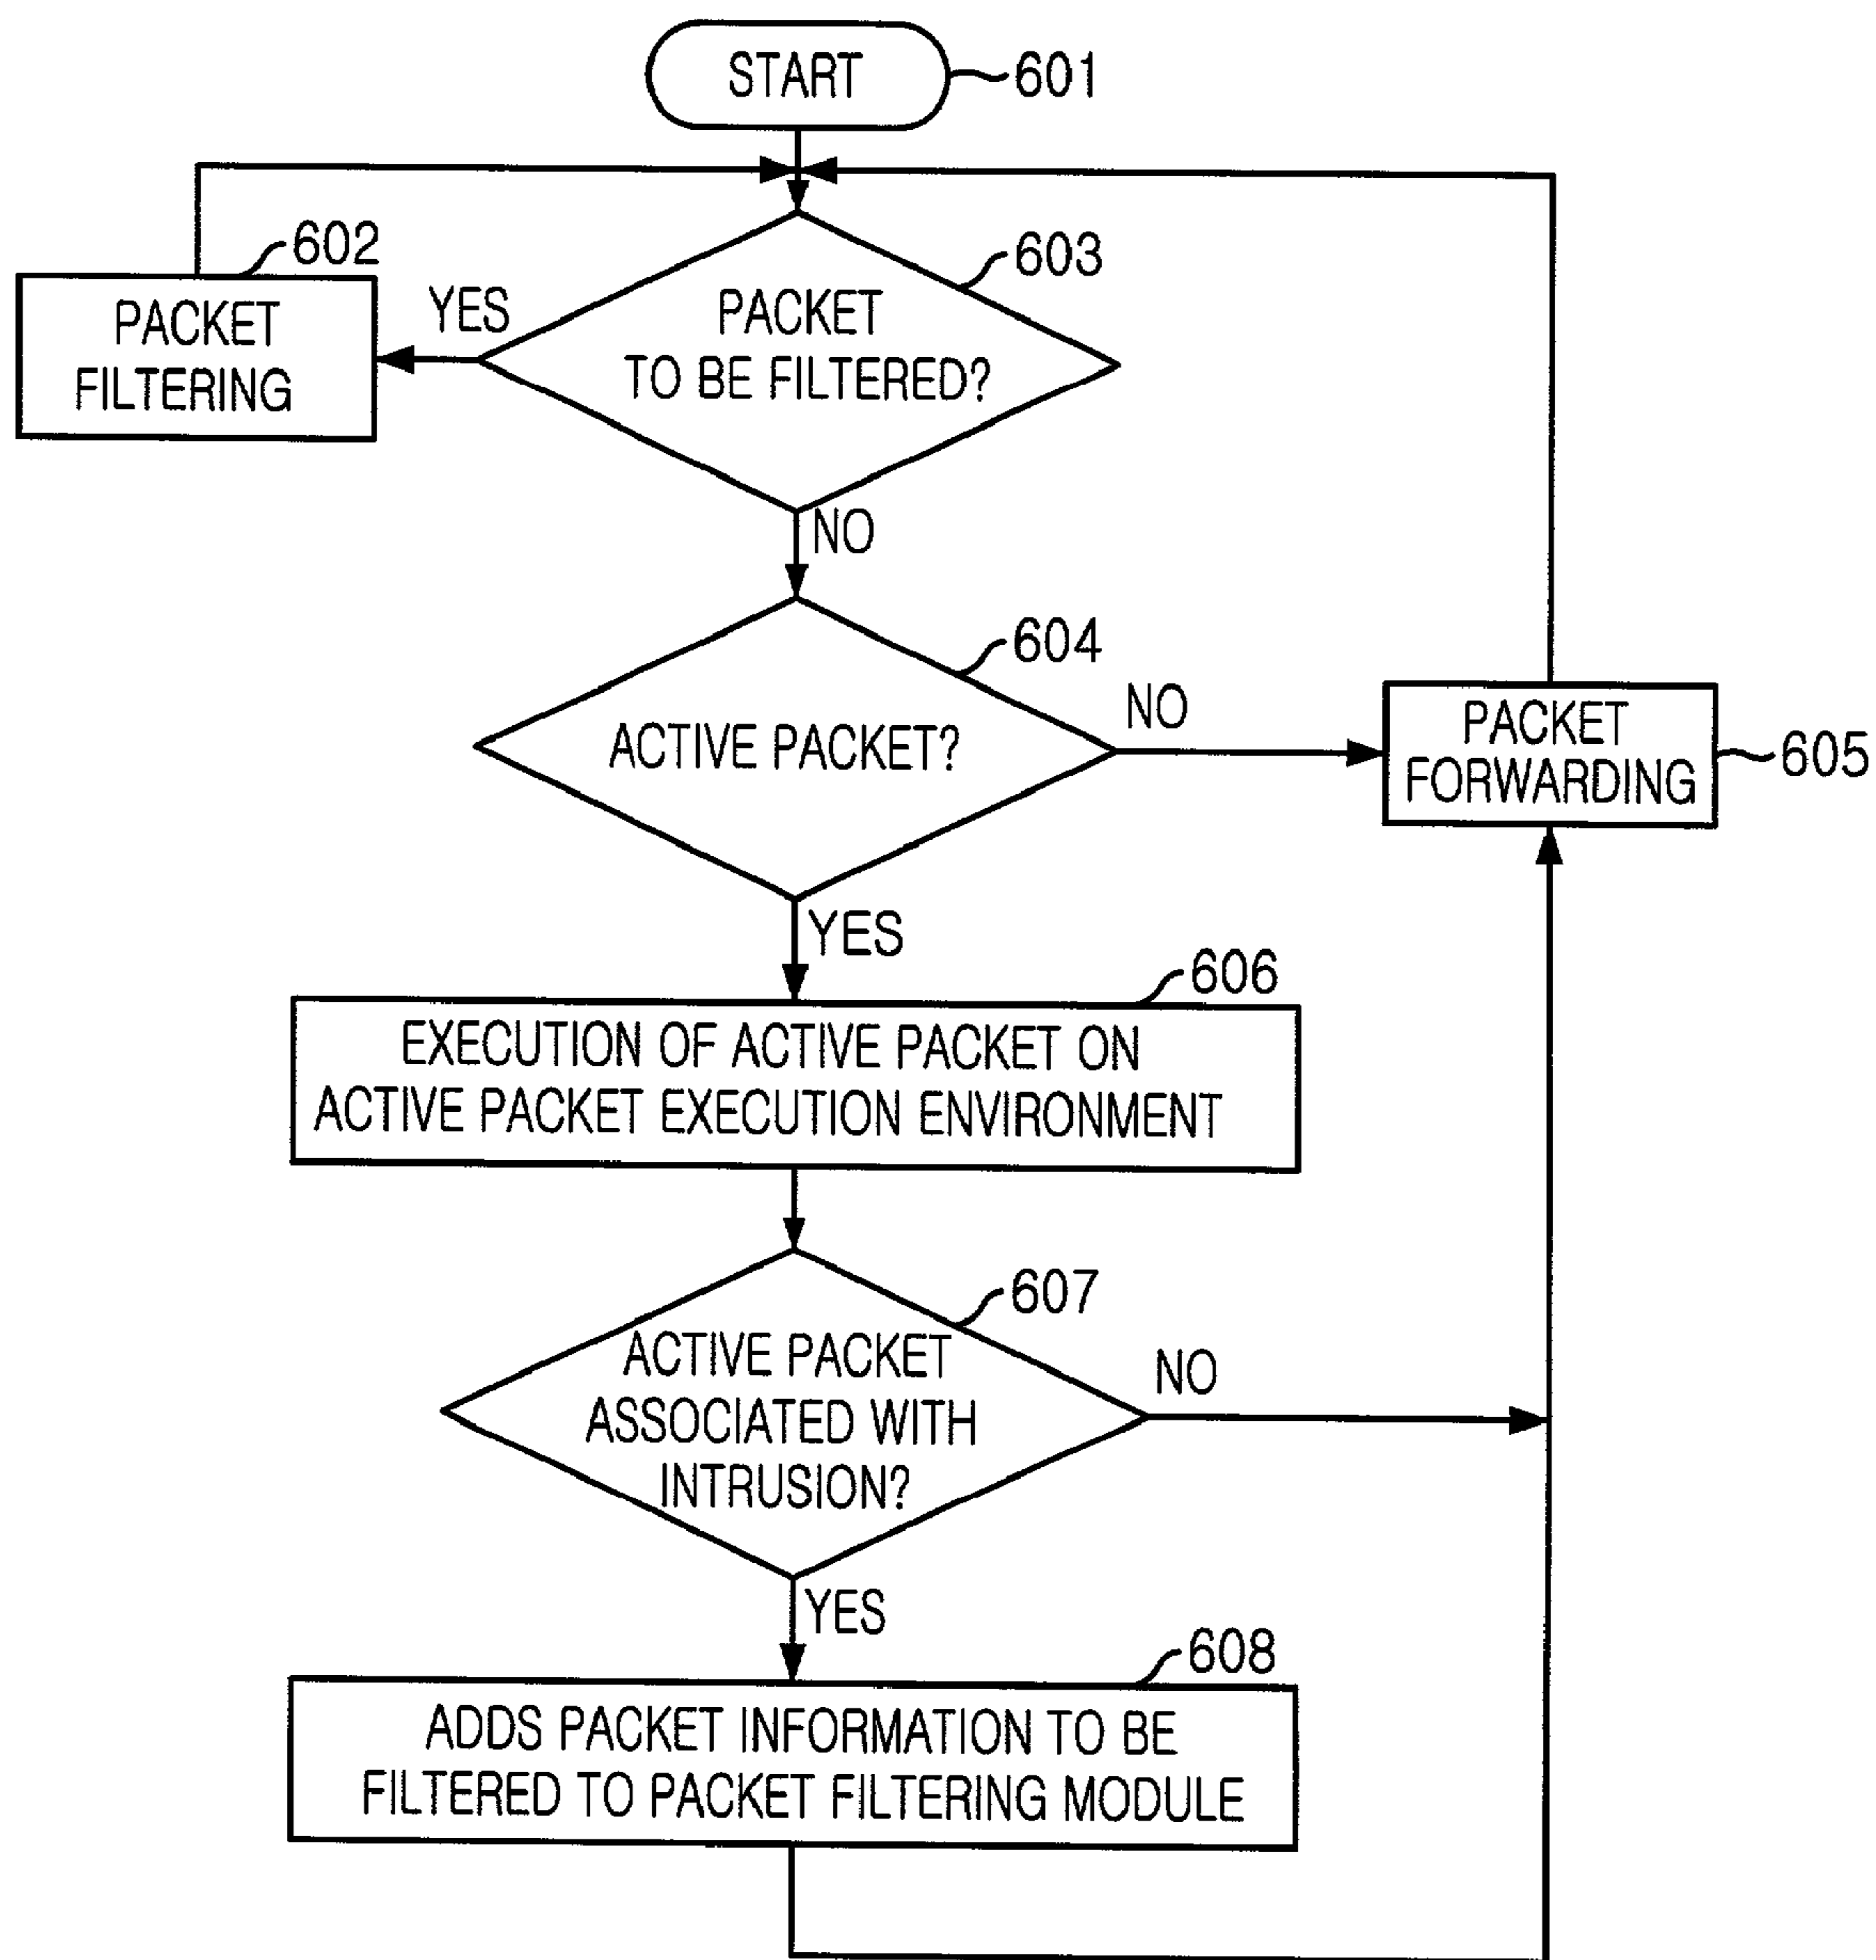 START
601
602
603
PACKET
FILTERING
YES
PACKET
TO BE FILTERED?
NO
604
ACTIVE PACKET?
NO
PACKET
FORWARDING
605
YES
606
EXECUTION OF ACTIVE PACKET ON
ACTIVE PACKET EXECUTION ENVIRONMENT
607
ACTIVE PACKET
ASSOCIATED WITH
INTRUSION?
NO
YES
608
ADDS PACKET INFORMATION TO BE
FILTERED TO PACKET FILTERING MODULE